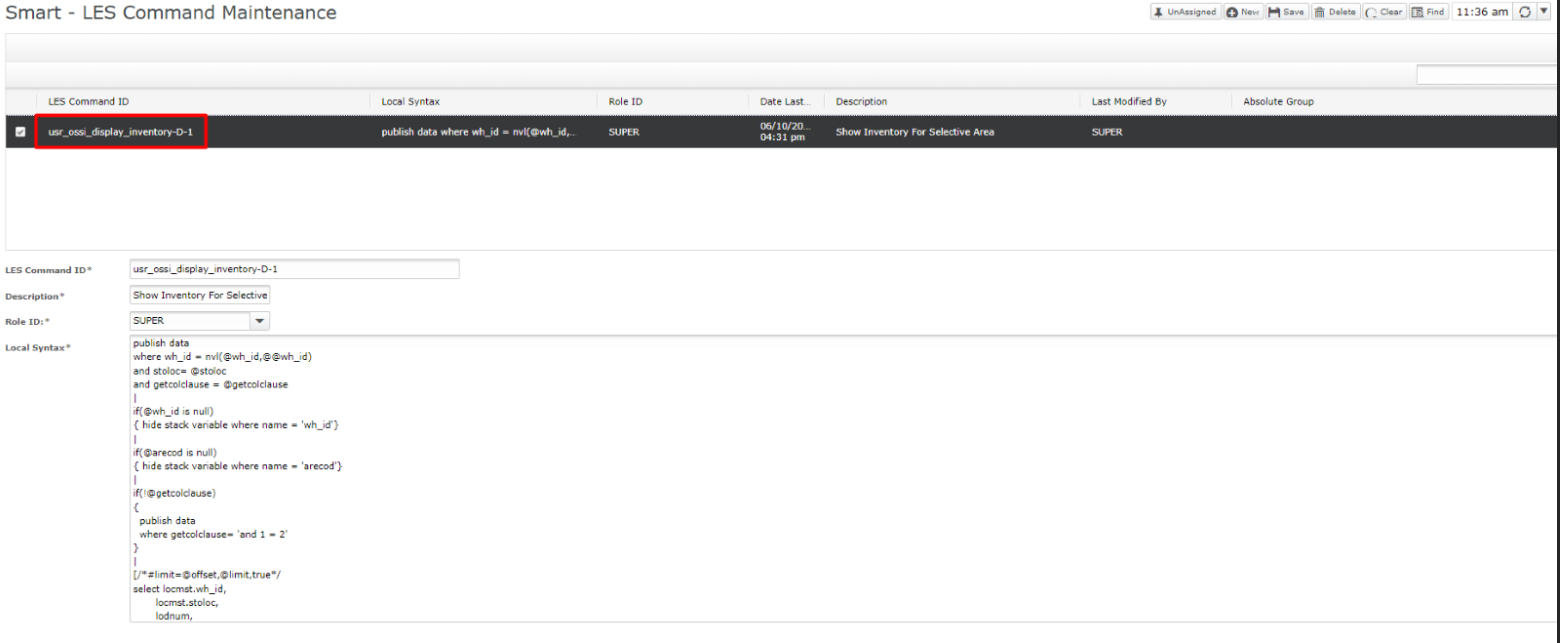 Smart - LES Command Maintenance
UnAssigned New Save Delete Clear Find 11:36 am
LES Command ID Local Syntax Role ID Date Last... Description Last Modified By Absolute Group
usr_ossi_display_inventory-D-1 publish data where wh_id = nvl(@wh_id,... SUPER 06/10/20... 04:31 pm Show Inventory For Selective Area SUPER
LES Command ID* usr_ossi_display_inventory-D-1
Description* Show Inventory For Selective
Role ID:* SUPER
Local Syntax* publish data
where wh_id = nvl(@wh_id,@@wh_id)
and stoloc= @stoloc
and getcolclause = @getcolclause
|
if(@wh_id is null)
{ hide stack variable where name = 'wh_id'}
|
if(@arecod is null)
{ hide stack variable where name = 'arecod'}
|
if(!@getcolclause)
{
publish data
where getcolclause= 'and 1 = 2'
}
|
[/*#limit=@offset,@limit,true*/
select locmst.wh_id,
locmst.stoloc,
lodnum,